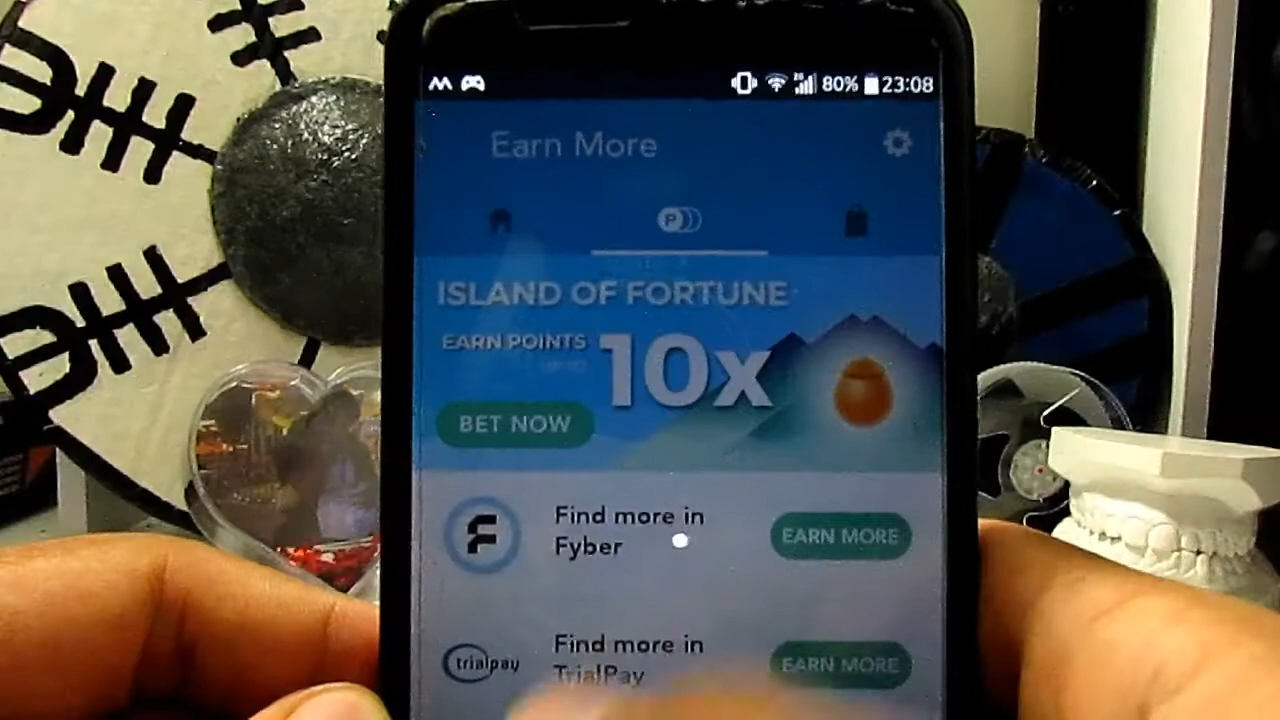 80% 23:08
Earn More
P
ISLAND OF FORTUNE
EARN POINTS
10x
BET NOW
Find more in
Fyber
EARN MORE
trialpay
Find more in
TrialPay
EARN MORE